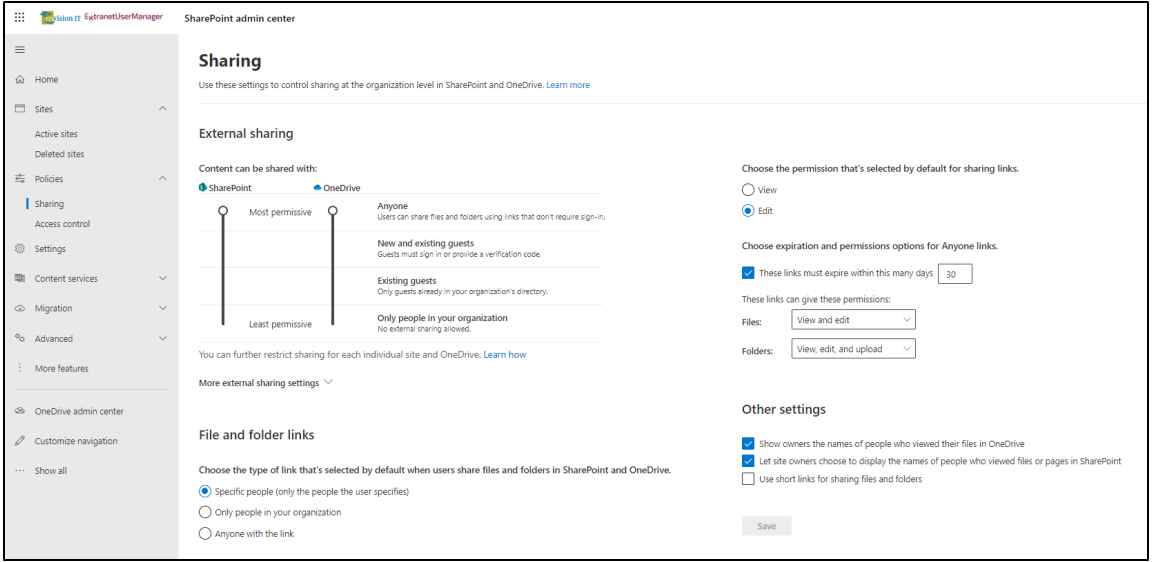 envision IT ExtranetUserManager
SharePoint admin center
Home
Sites
Active sites
Deleted sites
Policies
Sharing
Access control
Settings
Content services
Migration
Advanced
More features
OneDrive admin center
Customize navigation
Show all
Sharing
Use these settings to control sharing at the organization level in SharePoint and OneDrive. Learn more
External sharing
Content can be shared with:
SharePoint
OneDrive
Most permissive
Anyone
Users can share files and folders using links that don't require sign-in.
New and existing guests
Guests must sign in or provide a verification code.
Existing guests
Only guests already in your organization's directory.
Least permissive
Only people in your organization
No external sharing allowed.
You can further restrict sharing for each individual site and OneDrive. Learn how
More external sharing settings
File and folder links
Choose the type of link that's selected by default when users share files and folders in SharePoint and OneDrive.
Specific people (only the people the user specifies)
Only people in your organization
Anyone with the link
Choose the permission that's selected by default for sharing links.
View
Edit
Choose expiration and permissions options for Anyone links.
These links must expire within this many days 30
These links can give these permissions:
Files: View and edit
Folders: View, edit, and upload
Other settings
Show owners the names of people who viewed their files in OneDrive
Let site owners choose to display the names of people who viewed files or pages in SharePoint
Use short links for sharing files and folders
Save